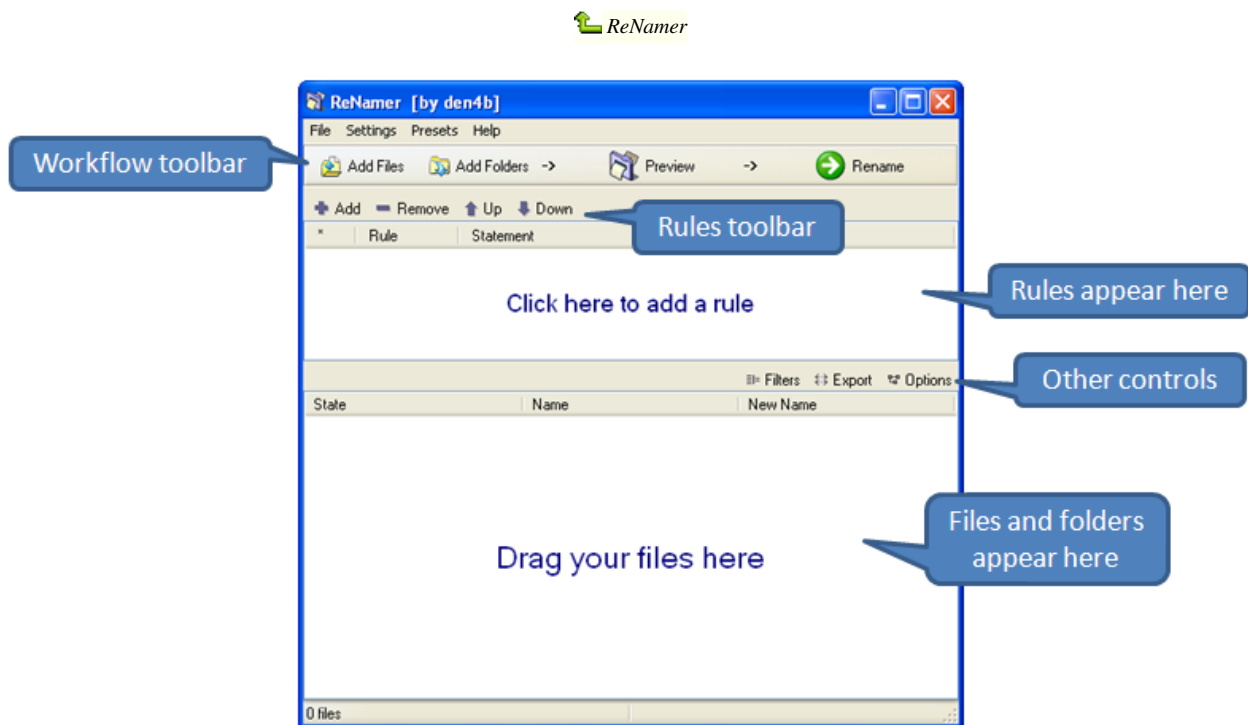 ReNamer
ReNamer [by den4b]
File Settings Presets Help
Workflow toolbar
Add Files Add Folders -> Preview -> Rename
Add Remove Up Down
Rules toolbar
* Rule Statement
Click here to add a rule
Rules appear here
Filters Export Options
Other controls
State Name New Name
Drag your files here
Files and folders
appear here
0 files